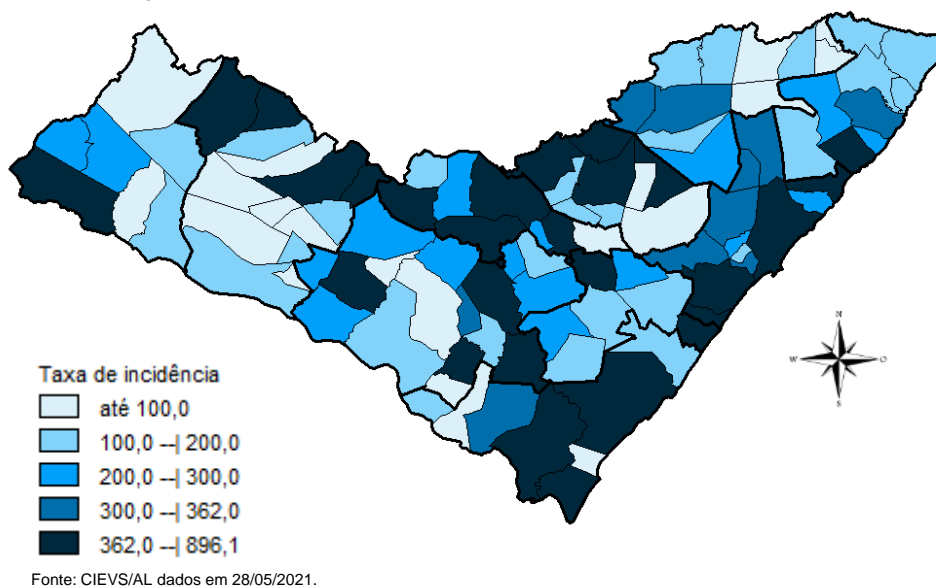 N
W
O
S
Taxa de incidência
até 100,0
100,0 --| 200,0
200,0 --| 300,0
300,0 --| 362,0
362,0 --| 896,1
Fonte: CIEVS/AL dados em 28/05/2021.